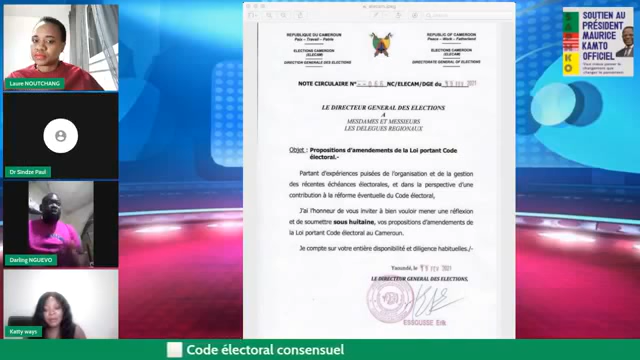 Laure NOUTCHANG
Dr Sindze Paul
Darling NGUEVO
Ketty ways
REPUBLIQUE DU CAMEROUN
Paix – Travail – Patrie
ELECTIONS CAMEROON
(ELECAM)
DIRECTION GENERALE DES ELECTIONS
REPUBLIC OF CAMEROON
Peace – Work – Fatherland
ELECTIONS CAMEROON
(ELECAM)
DIRECTORATE GENERAL OF ELECTIONS
NOTE CIRCULAIRE N° NC/ELECAM/DGE du FEV 2021
LE DIRECTEUR GENERAL DES ELECTIONS
A
MESDAMES ET MESSIEURS
LES DELEGUES REGIONAUX
Objet : Propositions d'amendements de la Loi portant Code
électoral.-
Partant d'expériences puisées de l'organisation et de la gestion
des récentes échéances électorales, et dans la perspective d'une
contribution à la réforme éventuelle du Code électoral,
J'ai l'honneur de vous inviter à bien vouloir mener une réflexion
et de soumettre sous huitaine, vos propositions d'amendements de
la Loi portant Code électoral au Cameroun.
Je compte sur votre entière disponibilité et diligence habituelles./-
Yaoundé, le FEV 2021
LE DIRECTEUR GENERAL DES ELECTIONS,
ESSOUSSE Erik
SOUTIEN AU
PRÉSIDENT
MAURICE
KAMTO
OFFICIEL
Code électoral consensuel